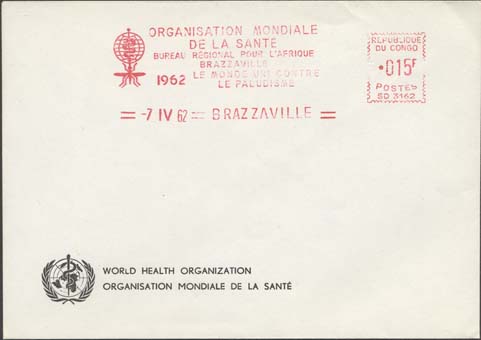 ORGANISATION MONDIALE
DE LA SANTÉ
BUREAU RÉGIONAL POUR L'AFRIQUE
BRAZZAVILLE
1962 LE MONDE UNI CONTRE
LE PALUDISME
REPUBLIQUE
DU CONGO
015F
POSTES
SD 3162
-7 IV 62 BRAZZAVILLE
WORLD HEALTH ORGANIZATION
ORGANISATION MONDIALE DE LA SANTÉ